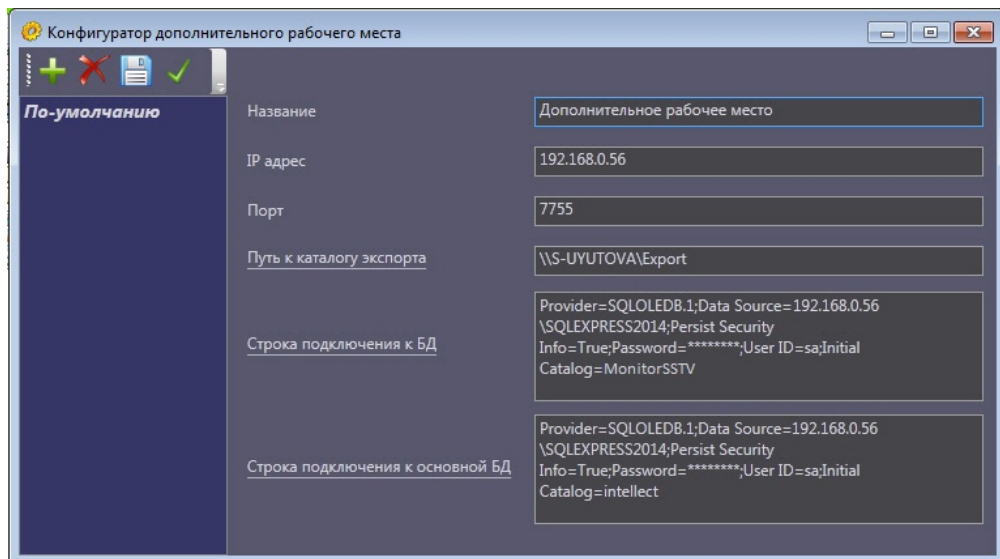 Конфигуратор дополнительного рабочего места
По-умолчанию
Название
Дополнительное рабочее место
IP адрес
192.168.0.56
Порт
7755
Путь к каталогу экспорта
\\S-UYUTOVA\Export
Строка подключения к БД
Provider=SQLOLEDB.1;Data Source=192.168.0.56
\SQLEXPRESS2014;Persist Security
Info=True;Password=********;User ID=sa;Initial
Catalog=MonitorSSTV
Строка подключения к основной БД
Provider=SQLOLEDB.1;Data Source=192.168.0.56
\SQLEXPRESS2014;Persist Security
Info=True;Password=********;User ID=sa;Initial
Catalog=intellect